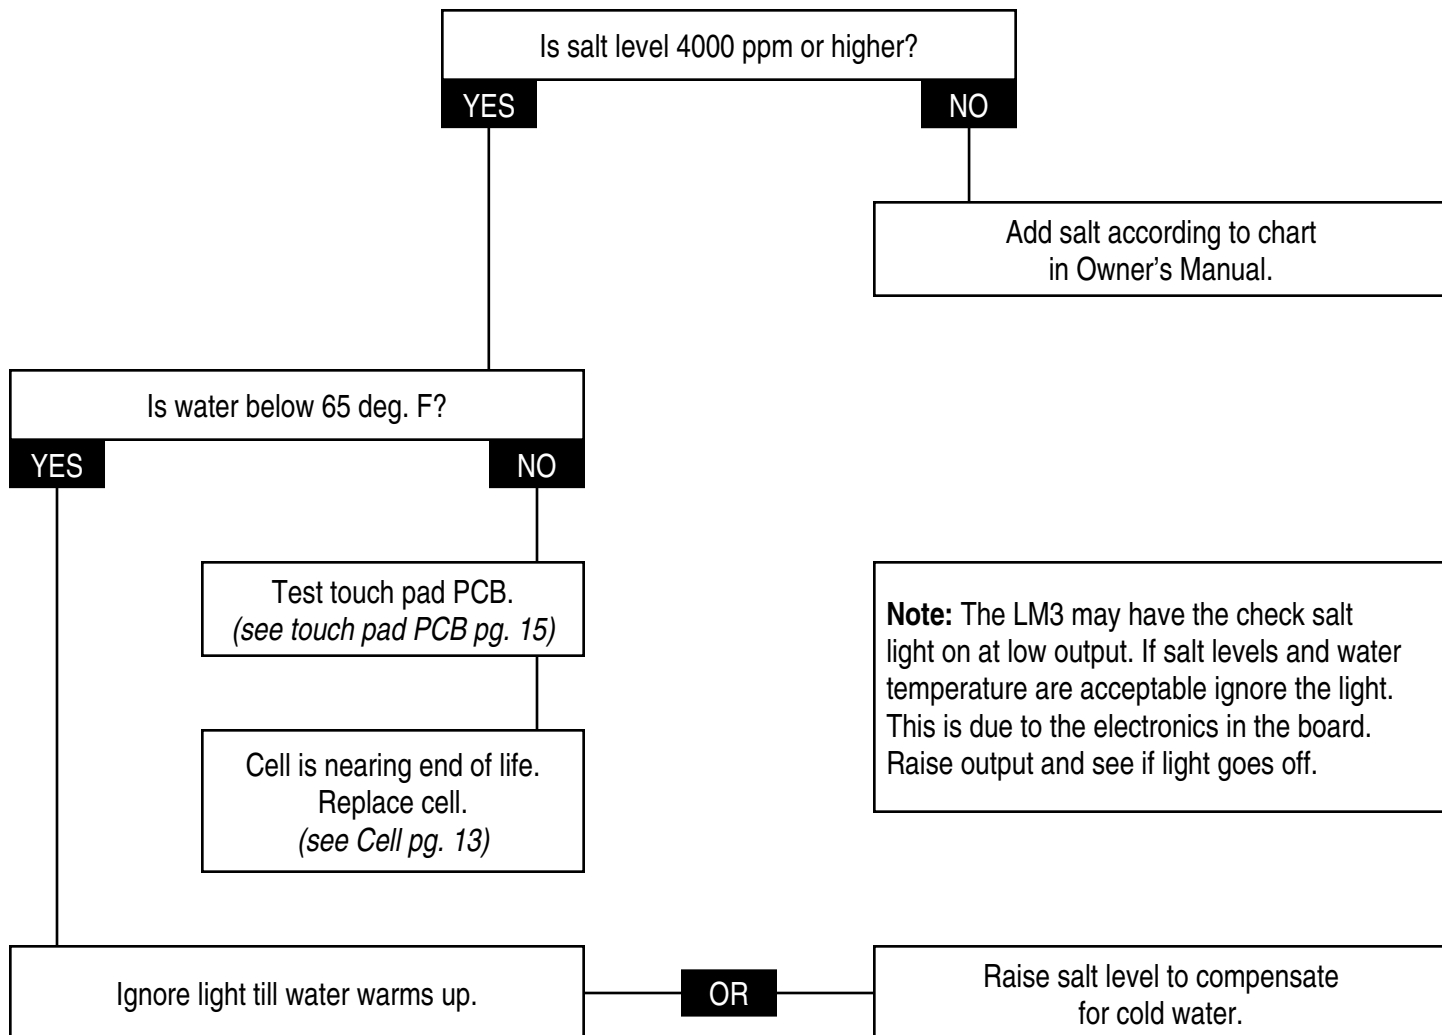 Is salt level 4000 ppm or higher?
YES
NO
Add salt according to chart
in Owner's Manual.
Is water below 65 deg. F?
YES
NO
Test touch pad PCB.
(see touch pad PCB pg. 15)
Note: The LM3 may have the check salt
light on at low output. If salt levels and water
temperature are acceptable ignore the light.
This is due to the electronics in the board.
Raise output and see if light goes off.
Cell is nearing end of life.
Replace cell.
(see Cell pg. 13)
Ignore light till water warms up.
OR
Raise salt level to compensate
for cold water.